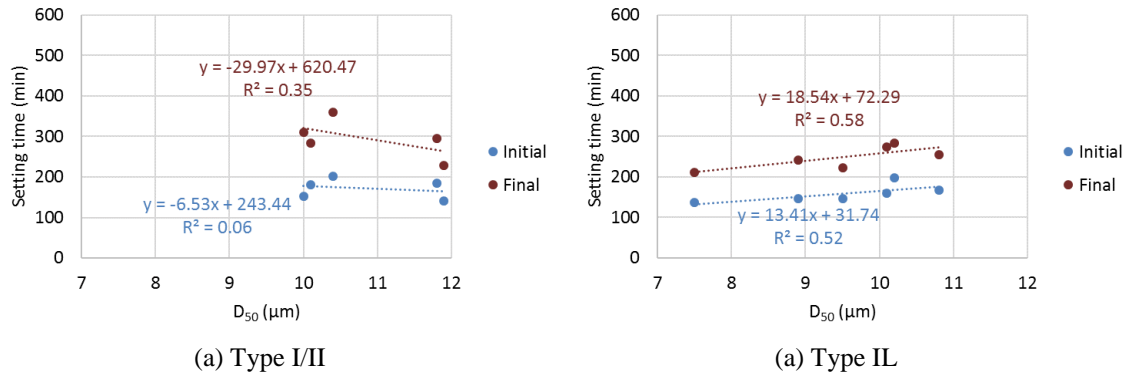 600
500
400
300
200
100
0
Setting time (min)
y = -29.97x + 620.47
R² = 0.35
y = -6.53x + 243.44
R² = 0.06
7 8 9 10 11 12
D₅₀ (µm)
Initial
Final
(a) Type I/II
600
500
400
300
200
100
0
Setting time (min)
y = 18.54x + 72.29
R² = 0.58
y = 13.41x + 31.74
R² = 0.52
7 8 9 10 11 12
D₅₀ (µm)
Initial
Final
(a) Type IL